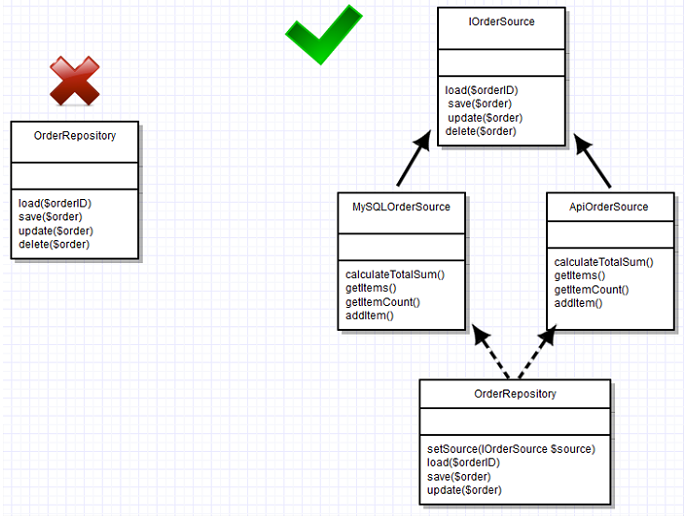 OrderRepository
load($orderID)
save($order)
update($order)
delete($order)
IOrderSource
load($orderID)
save($order)
update($order)
delete($order)
MySQLOrderSource
calculateTotalSum()
getItems()
getItemCount()
addItem()
ApiOrderSource
calculateTotalSum()
getItems()
getItemCount()
addItem()
OrderRepository
setSource(IOrderSource $source)
load($orderID)
save($order)
update($order)